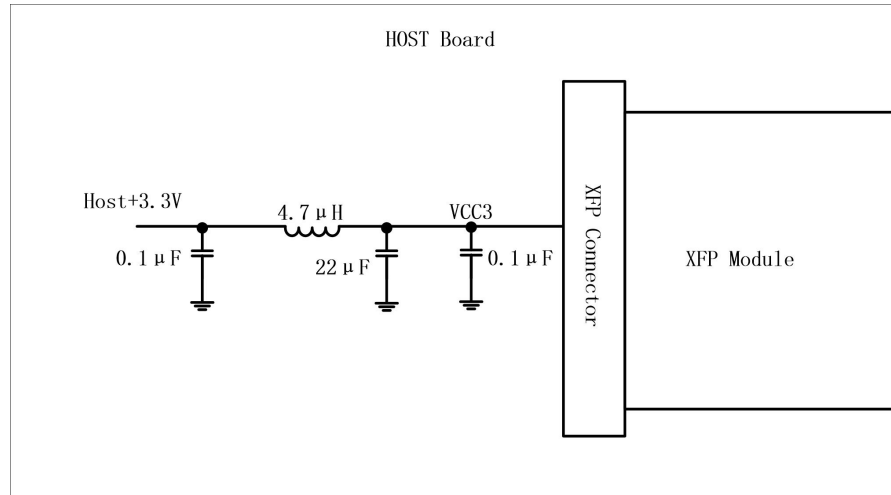 HOST Board
Host+3.3V
4.7μH
VCC3
0.1μF
22μF
0.1μF
XFP Connector
XFP Module